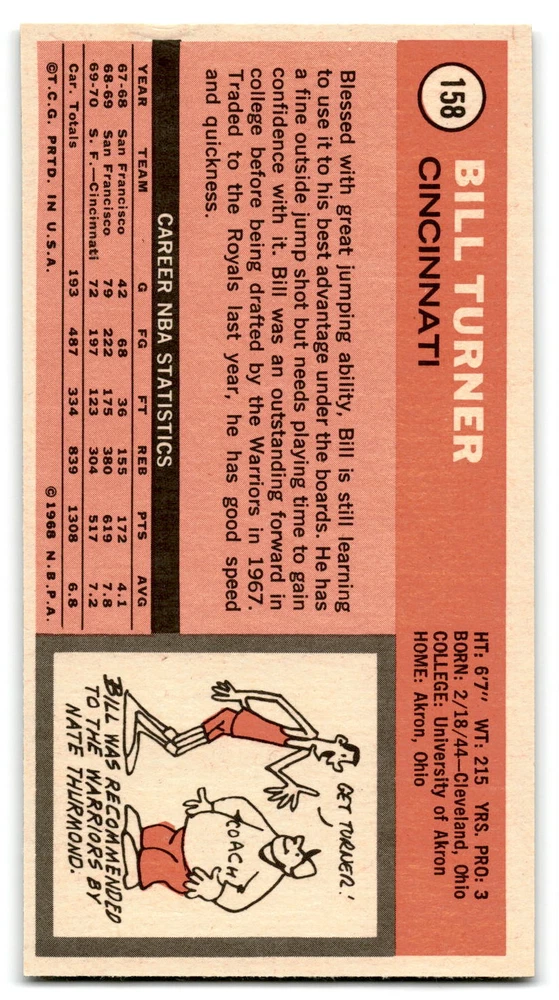 158
BILL TURNER
CINCINNATI
HT: 6'7" WT: 215 YRS. PRO: 3
BORN: 2/18/44—Cleveland, Ohio
COLLEGE: University of Akron
HOME: Akron, Ohio
Blessed with great jumping ability, Bill is still learning
to use it to his best advantage under the boards. He has
a fine outside jump shot but needs playing time to gain
confidence with it. Bill was an outstanding forward in
college before being drafted by the Warriors in 1967.
Traded to the Royals last year, he has good speed
and quickness.
CAREER NBA STATISTICS
YEAR TEAM G FG FT REB PTS AVG
67-68 San Francisco 42 68 36 155 172 4.1
68-69 San Francisco 79 222 175 380 619 7.8
69-70 S. F.—Cincinnati 72 197 123 304 517 7.2
Car. Totals 193 487 334 839 1308 6.8
©T.C.G. PRTD. IN U.S.A. ©1968 N.B.P.A.
GET TURNER!
COACH
BILL WAS RECOMMENDED
TO THE WARRIORS BY
NATE THURMOND.